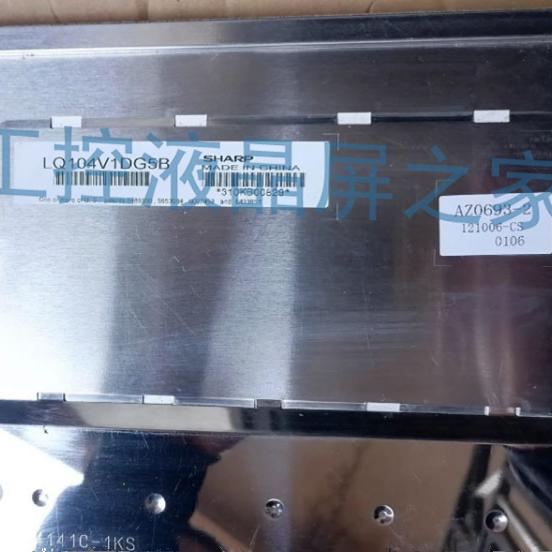 LQ104V1DG5B
SHARP
MADE IN CHINA
*310KBC0829*
工控液晶屏之家
AZ0693-2
121006-CS
0106
141C-1KS